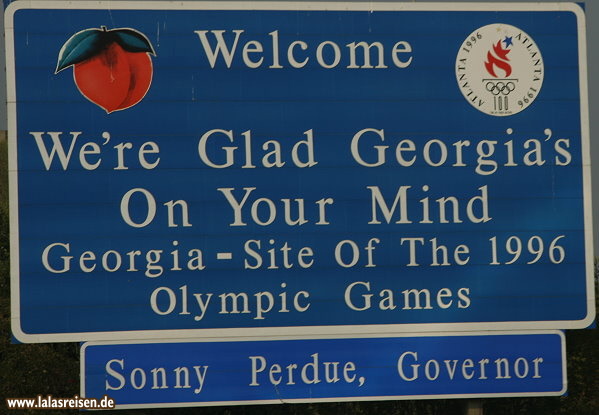 Welcome
ATLANTA 1996 ATLANTA 1996
100
We're Glad Georgia's
On Your Mind
Georgia - Site Of The 1996
Olympic Games
Sonny Perdue, Governor
www.lalasreisen.de